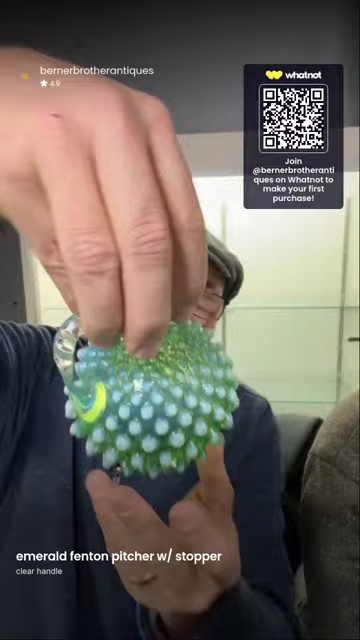 bernerbrotherantiques
4.9
whatnot
Join
@bernerbrotheranti
ques on Whatnot to
make your first
purchase!
emerald fenton pitcher w/ stopper
clear handle